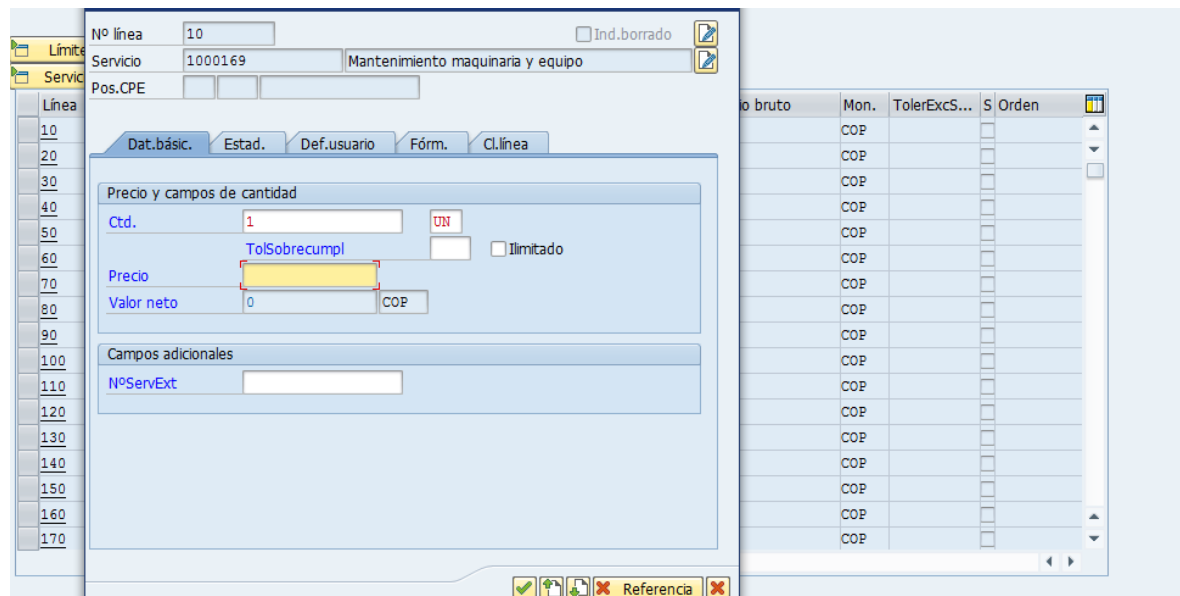 Nº línea 10 Ind.borrado
Límite
Servicio 1000169 Mantenimiento maquinaria y equipo
Servic
Pos.CPE
Línea io bruto Mon. TolerExcS... S Orden
10 COP
Dat.básic. Estad. Def.usuario Fórm. Cl.línea
20 COP
30 COP
Precio y campos de cantidad
40 COP
Ctd. 1 UN
50 COP
TolSobrecumpl Ilimitado
60 COP
Precio
70 COP
Valor neto 0 COP
80 COP
90 COP
Campos adicionales
100 COP
NºServExt
110 COP
120 COP
130 COP
140 COP
150 COP
160 COP
170 COP
Referencia